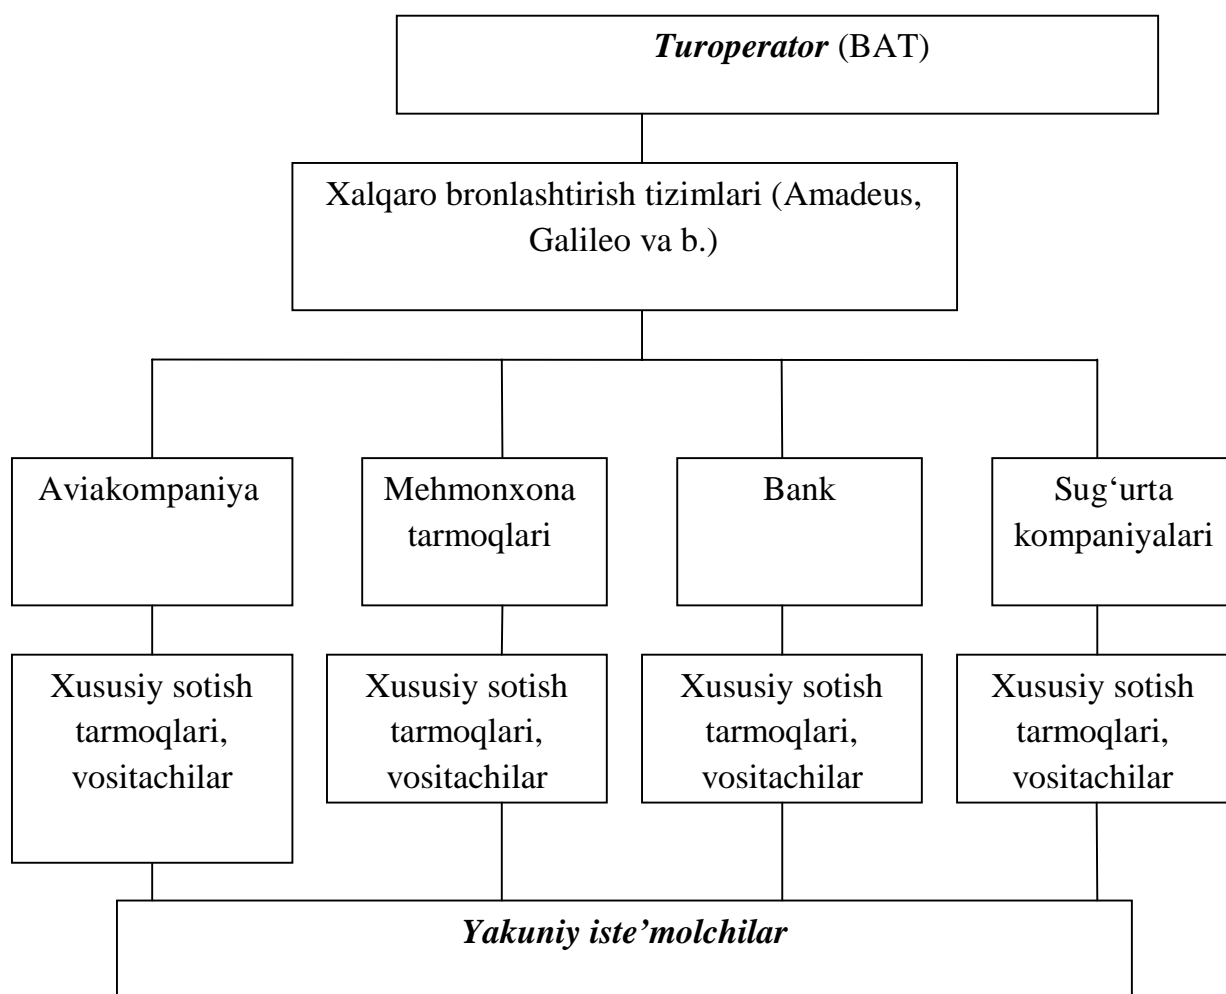 Turoperator (BAT)
Xalqaro bronlashtirish tizimlari (Amadeus,
Galileo va b.)
Aviakompaniya
Mehmonxona
tarmoqlari
Bank
Sug‘urta
kompaniyalari
Xususiy sotish
tarmoqlari,
vositachilar
Xususiy sotish
tarmoqlari,
vositachilar
Xususiy sotish
tarmoqlari,
vositachilar
Xususiy sotish
tarmoqlari,
vositachilar
Yakuniy iste’molchilar